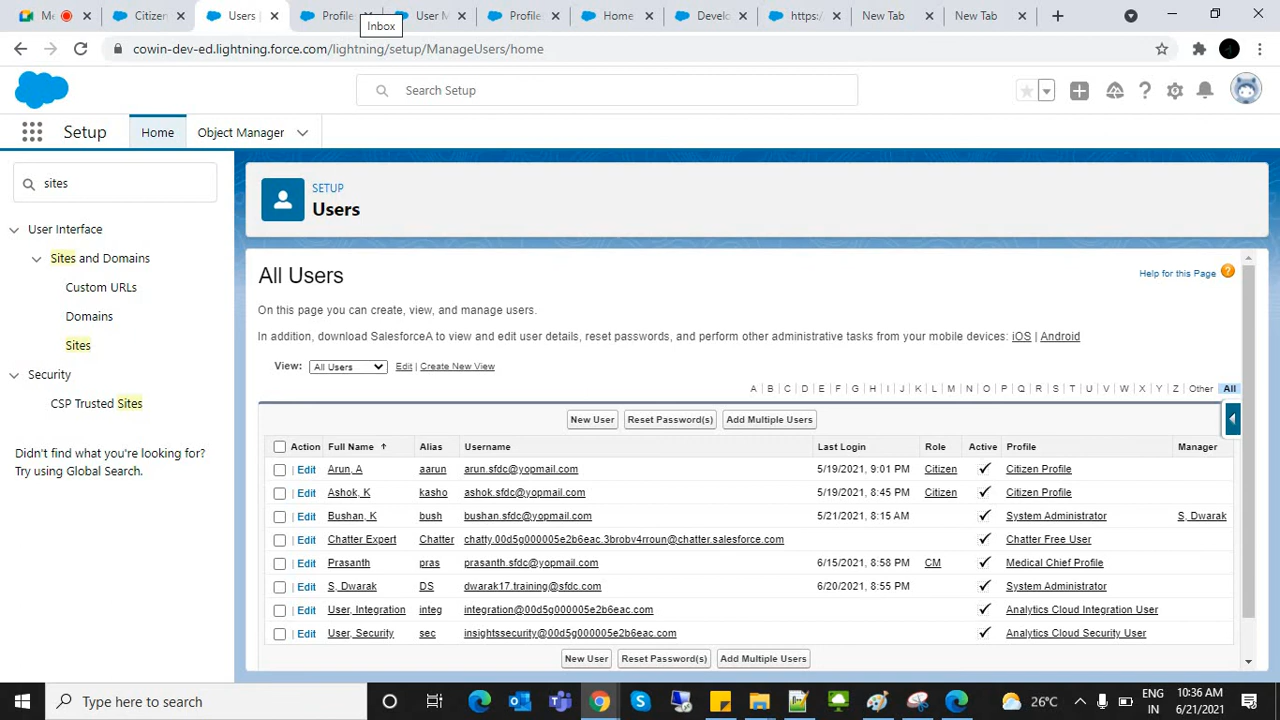 Me
Citizen
Users |
Profile
User M
Profile
Home
Develo
https:/
New Tab
New Tab
Inbox
cowin-dev-ed.lightning.force.com/lightning/setup/ManageUsers/home
Search Setup
Setup Home Object Manager
sites
User Interface
Sites and Domains
Custom URLs
Domains
Sites
Security
CSP Trusted Sites
Didn't find what you're looking for?
Try using Global Search.
SETUP
Users
All Users
Help for this Page ?
On this page you can create, view, and manage users.
In addition, download SalesforceA to view and edit user details, reset passwords, and perform other administrative tasks from your mobile devices: iOS | Android
View: All Users Edit | Create New View
A B C D E F G H I J K L M N O P Q R S T U V W X Y Z Other All
New User Reset Password(s) Add Multiple Users
Action Full Name ↑ Alias Username Last Login Role Active Profile Manager
| Edit Arun, A aarun arun.sfdc@yopmail.com 5/19/2021, 9:01 PM Citizen ✓ Citizen Profile
| Edit Ashok, K kasho ashok.sfdc@yopmail.com 5/19/2021, 8:45 PM Citizen ✓ Citizen Profile
| Edit Bushan, K bush bushan.sfdc@yopmail.com 5/21/2021, 8:15 AM ✓ System Administrator S, Dwarak
| Edit Chatter Expert Chatter chatty.00d5g000005e2b6eac.3brobv4rroun@chatter.salesforce.com ✓ Chatter Free User
| Edit Prasanth pras prasanth.sfdc@yopmail.com 6/15/2021, 8:58 PM CM ✓ Medical Chief Profile
| Edit S, Dwarak DS dwarak17.training@sfdc.com 6/20/2021, 8:55 PM ✓ System Administrator
| Edit User, Integration integ integration@00d5g000005e2b6eac.com ✓ Analytics Cloud Integration User
| Edit User, Security sec insightssecurity@00d5g000005e2b6eac.com ✓ Analytics Cloud Security User
New User Reset Password(s) Add Multiple Users
Type here to search
26°C
ENG
IN
10:36 AM
6/21/2021